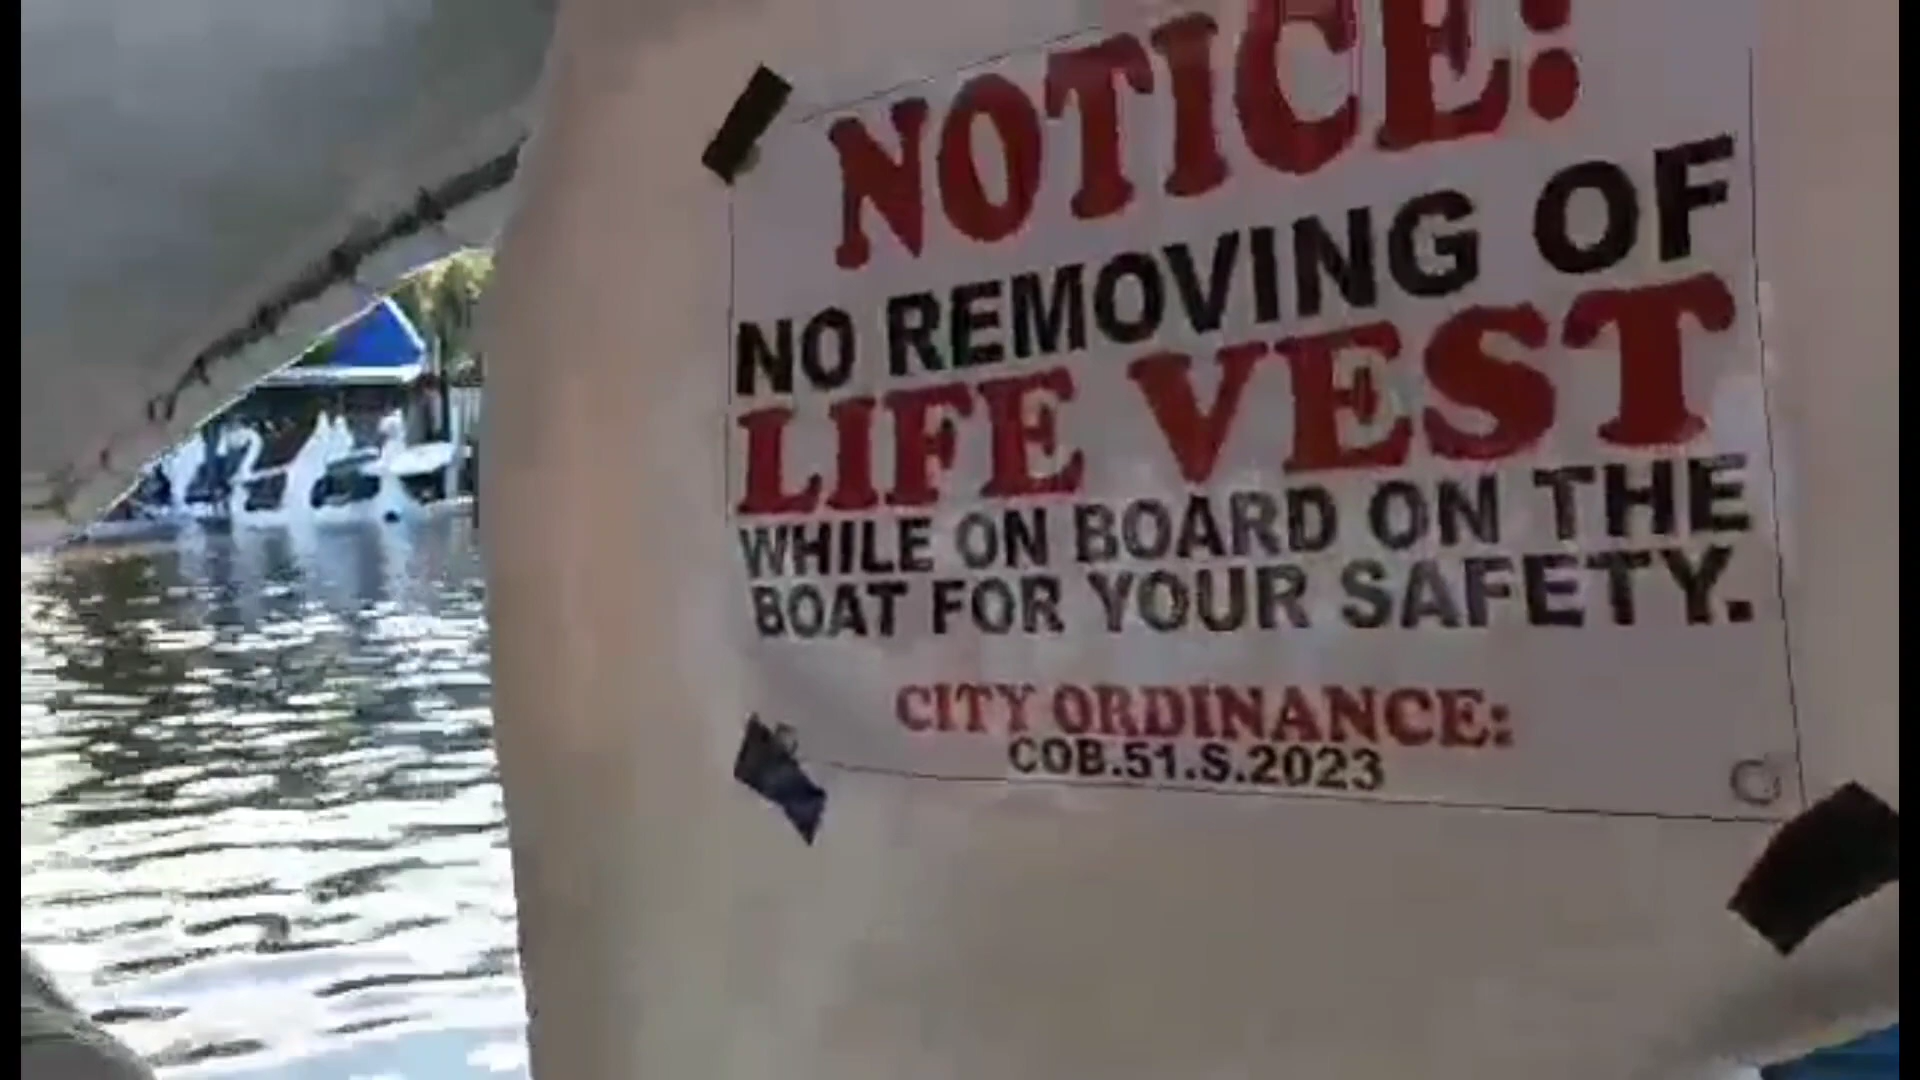 NOTICE:
NO REMOVING OF
LIFE VEST
WHILE ON BOARD ON THE
BOAT FOR YOUR SAFETY.
CITY ORDINANCE:
COB.51.S.2023